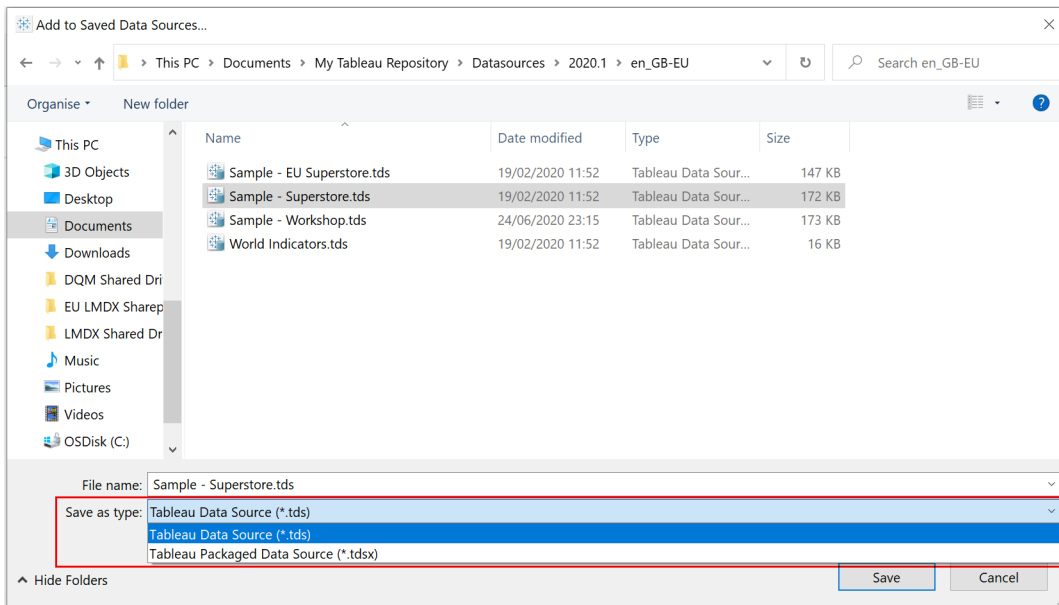 Add to Saved Data Sources...
This PC > Documents > My Tableau Repository > Datasources > 2020.1 > en_GB-EU
Search en_GB-EU
Organise
New folder
Name
Date modified
Type
Size
This PC
3D Objects
Desktop
Documents
Downloads
DQM Shared Dri
EU LMDX Sharep
LMDX Shared Dr
Music
Pictures
Videos
OSDisk (C:)
Sample - EU Superstore.tds 19/02/2020 11:52 Tableau Data Sour... 147 KB
Sample - Superstore.tds 19/02/2020 11:52 Tableau Data Sour... 172 KB
Sample - Workshop.tds 24/06/2020 23:15 Tableau Data Sour... 173 KB
World Indicators.tds 19/02/2020 11:52 Tableau Data Sour... 16 KB
File name: Sample - Superstore.tds
Save as type: Tableau Data Source (*.tds)
Tableau Data Source (*.tds)
Tableau Packaged Data Source (*.tdsx)
Hide Folders
Save
Cancel